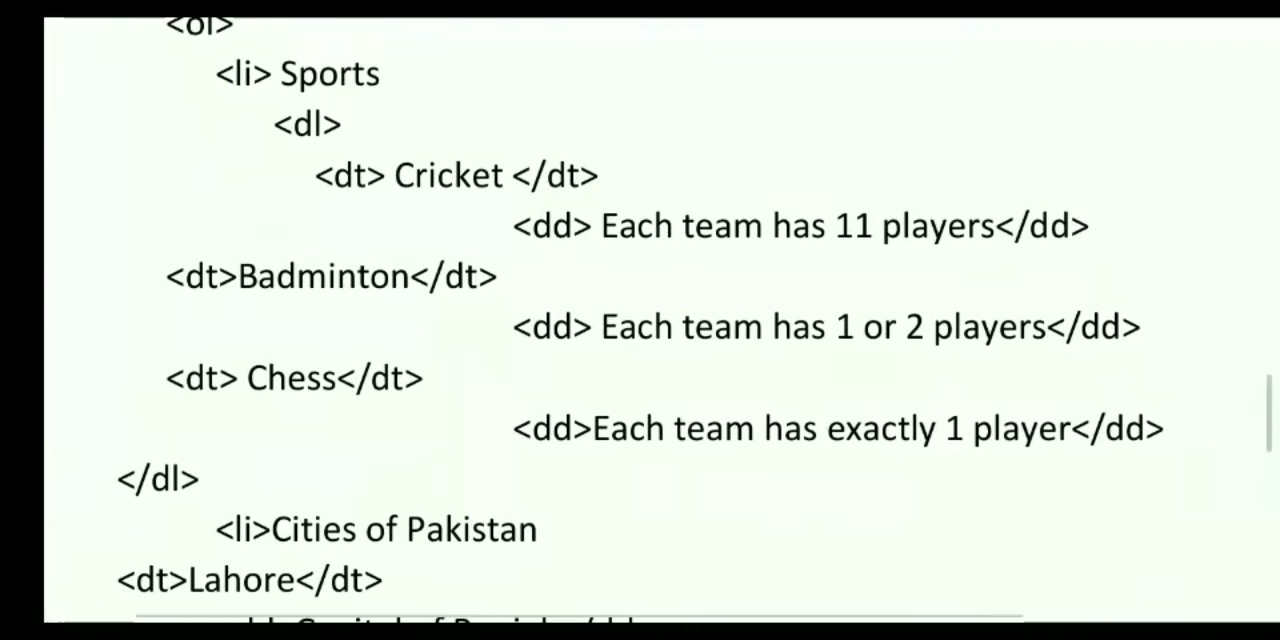 <ol>
<li> Sports
<dl>
<dt> Cricket </dt>
<dd> Each team has 11 players</dd>
<dt>Badminton</dt>
<dd> Each team has 1 or 2 players</dd>
<dt> Chess</dt>
<dd>Each team has exactly 1 player</dd>
</dl>
<li>Cities of Pakistan
<dt>Lahore</dt>